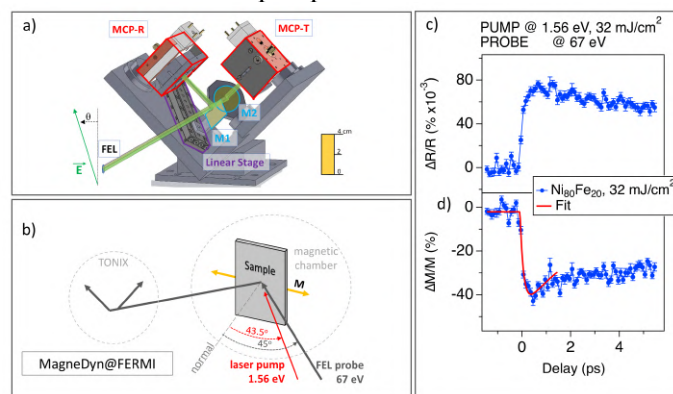 a)
MCP-R
MCP-T
θ
M2
FEL
M1
E
Linear Stage
4 cm
2
0
b)
TONIX
magnetic
chamber
Sample
M
normal
43.5°
45°
MagneDyn@FERMI
laser pump
1.56 eV
FEL probe
67 eV
c)
PUMP @ 1.56 eV, 32 mJ/cm²
PROBE @ 67 eV
ΔR/R (% x10⁻³)
80
40
0
Ni₈₀Fe₂₀, 32 mJ/cm²
Fit
d)
ΔM/M (%)
0
-20
-40
0
2
4
Delay (ps)